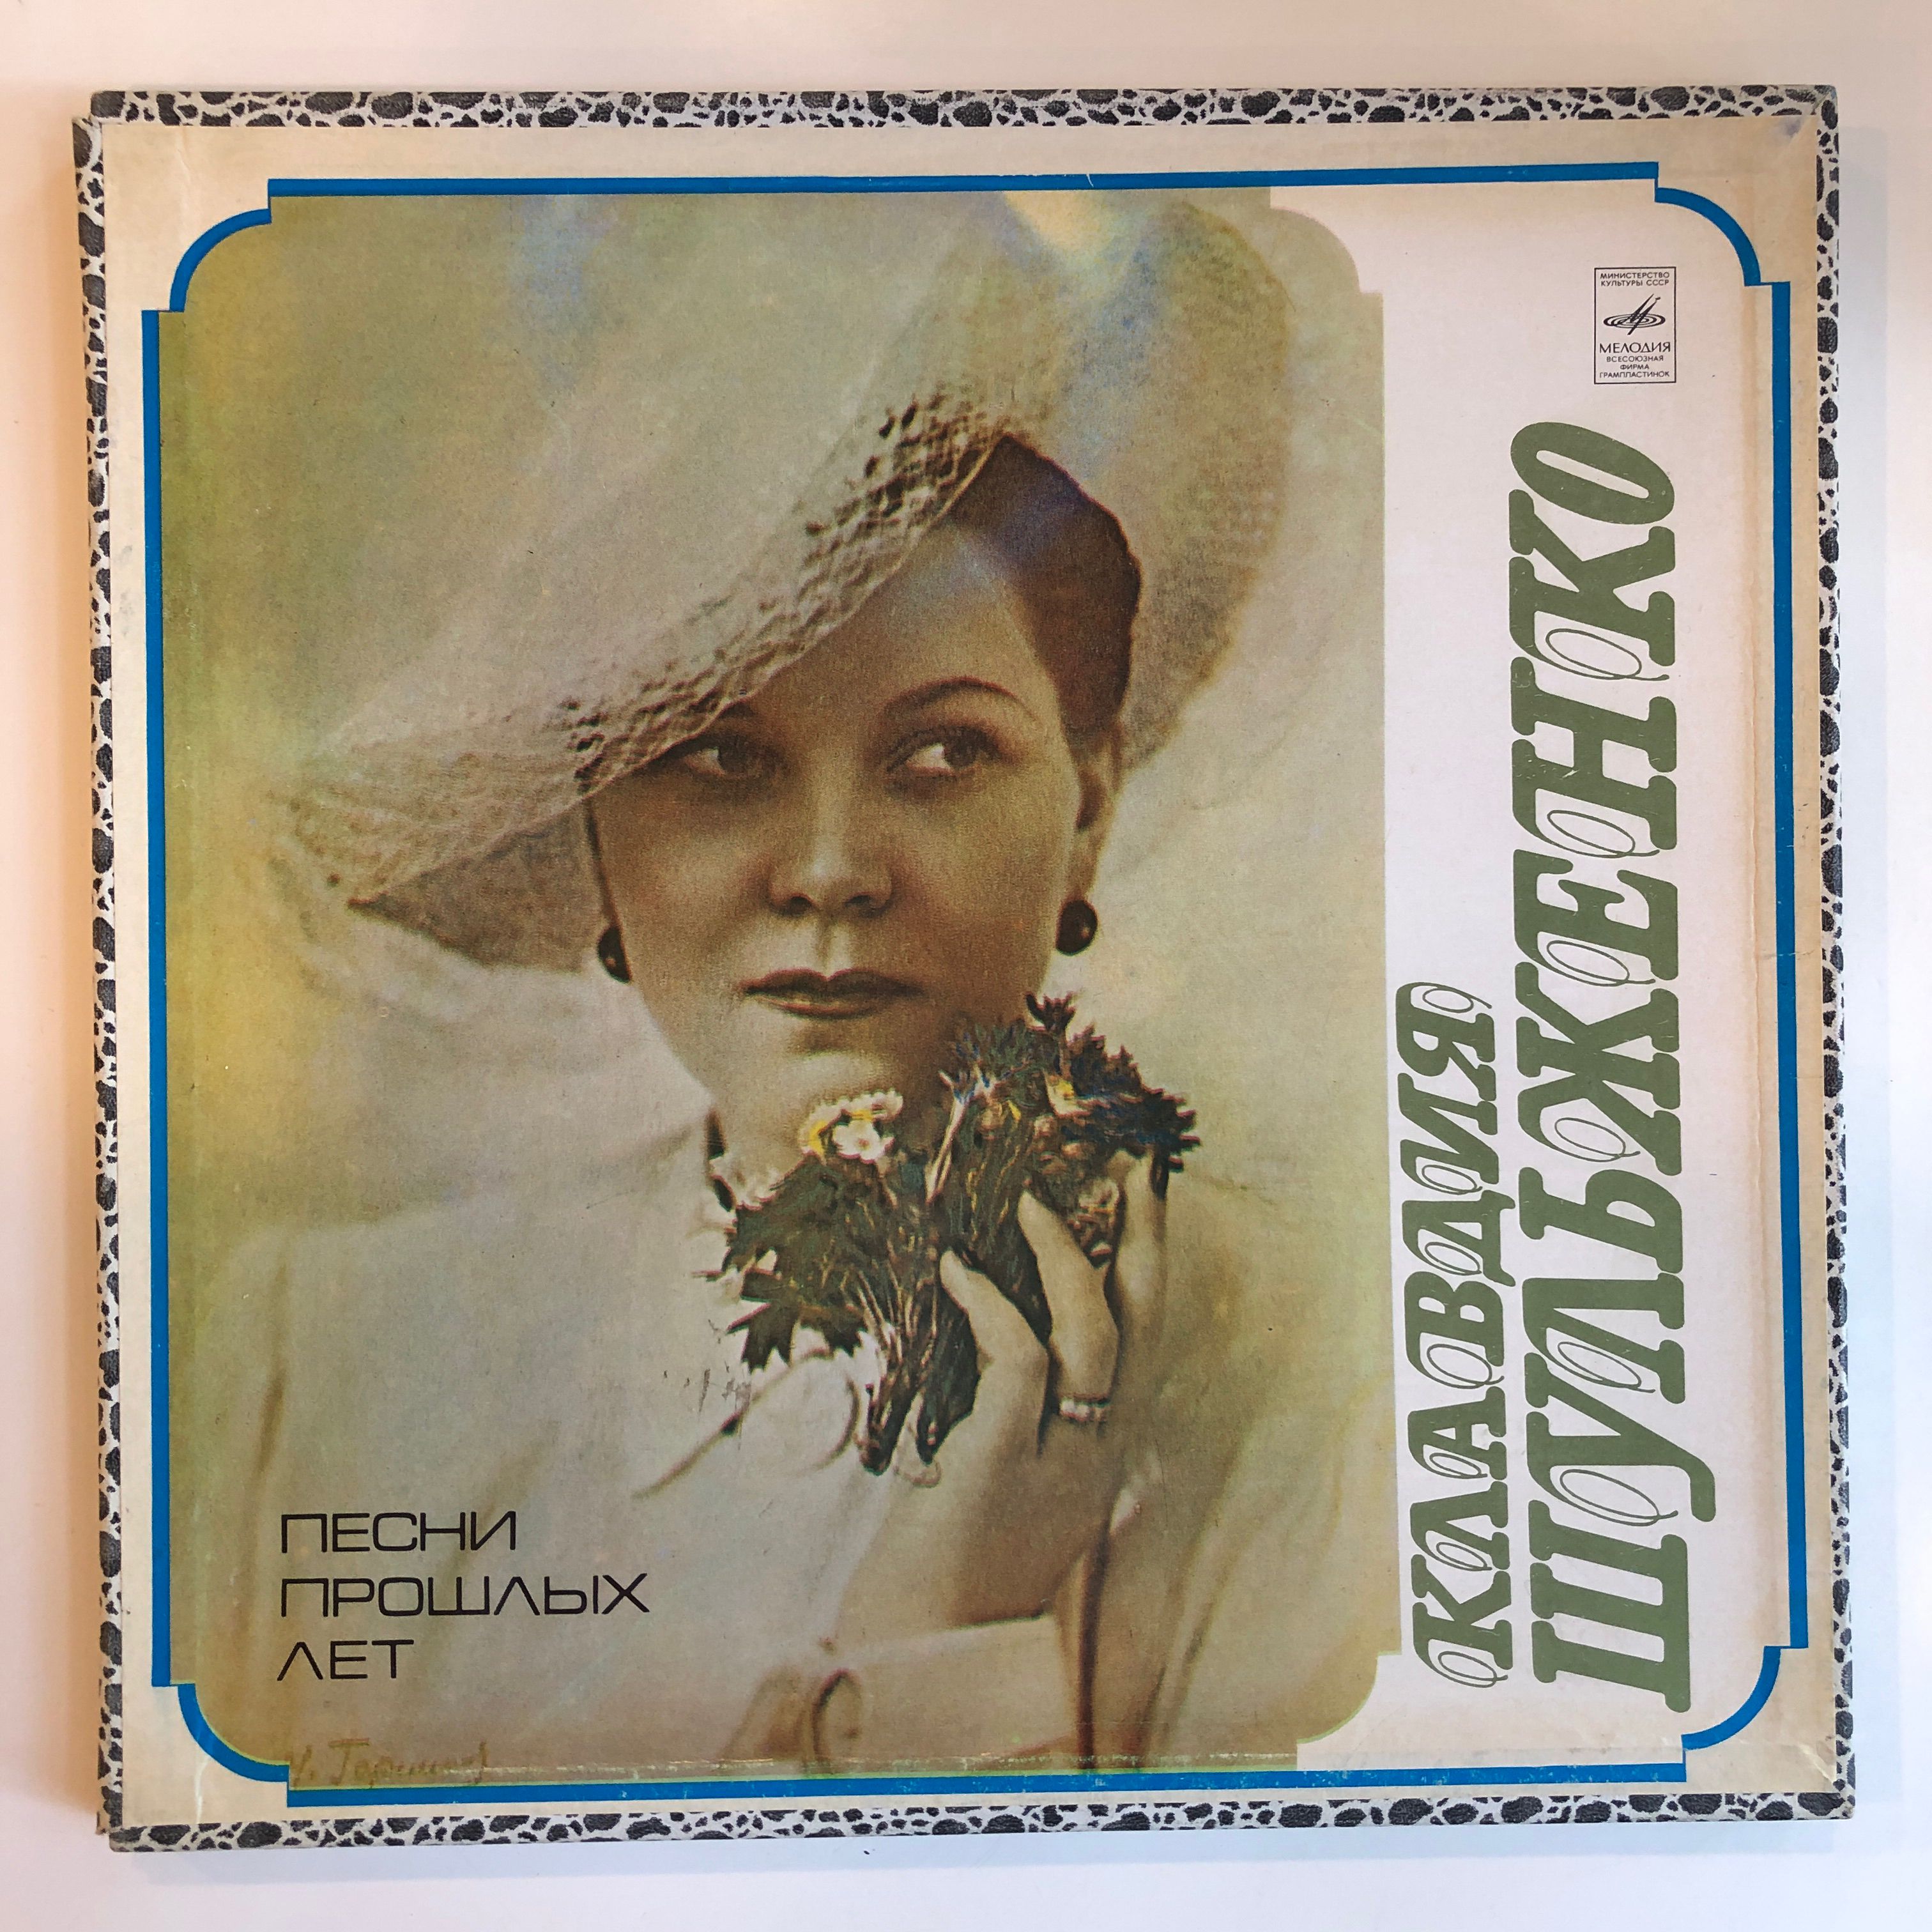 МИНИСТЕРСТВО
КУЛЬТУРЫ СССР
МЕЛОДИЯ
ВСЕСОЮЗНАЯ
ФИРМА
ГРАМПЛАСТИНОК
КЛАВДИЯ
ШУЛЬЖЕНКО
ПЕСНИ
ПРОШЛЫХ
ЛЕТ